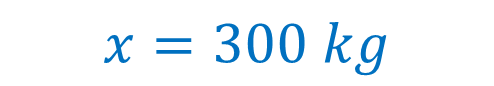 x = 300 kg